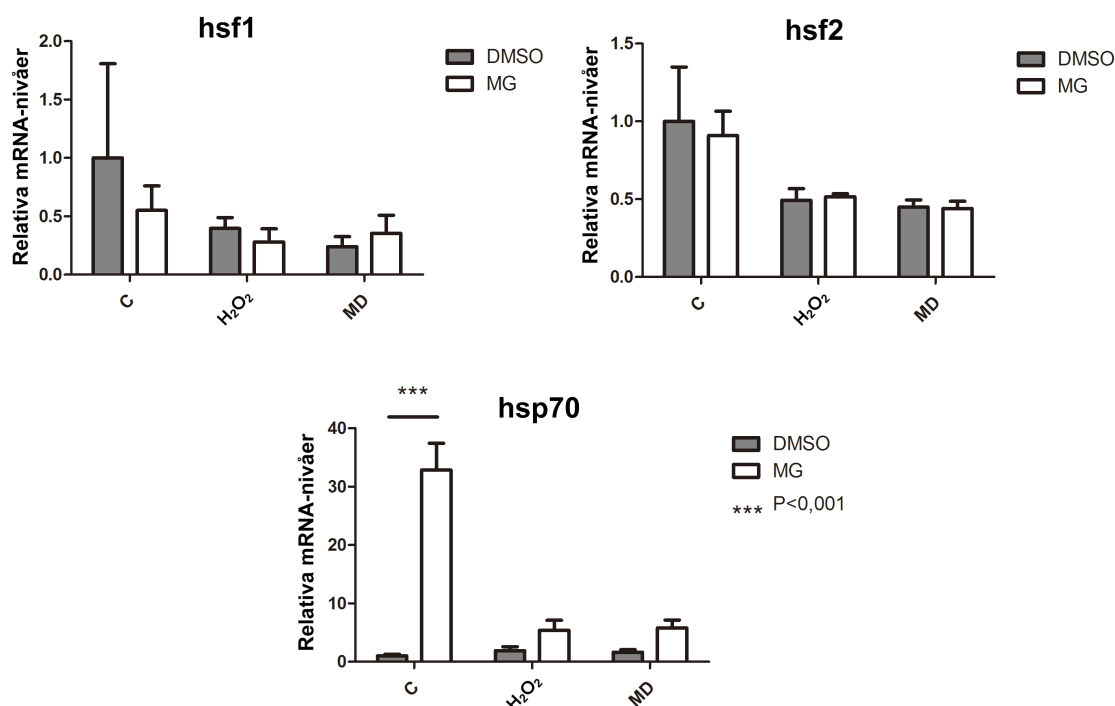 hsf1
Relativa mRNA-nivåer
2.0
1.5
1.0
0.5
0.0
C
H₂O₂
MD
DMSO
MG
hsf2
Relativa mRNA-nivåer
1.5
1.0
0.5
0.0
C
H₂O₂
MD
DMSO
MG
***
hsp70
Relativa mRNA-nivåer
40
30
20
10
0
C
H₂O₂
MD
DMSO
MG
*** P<0,001